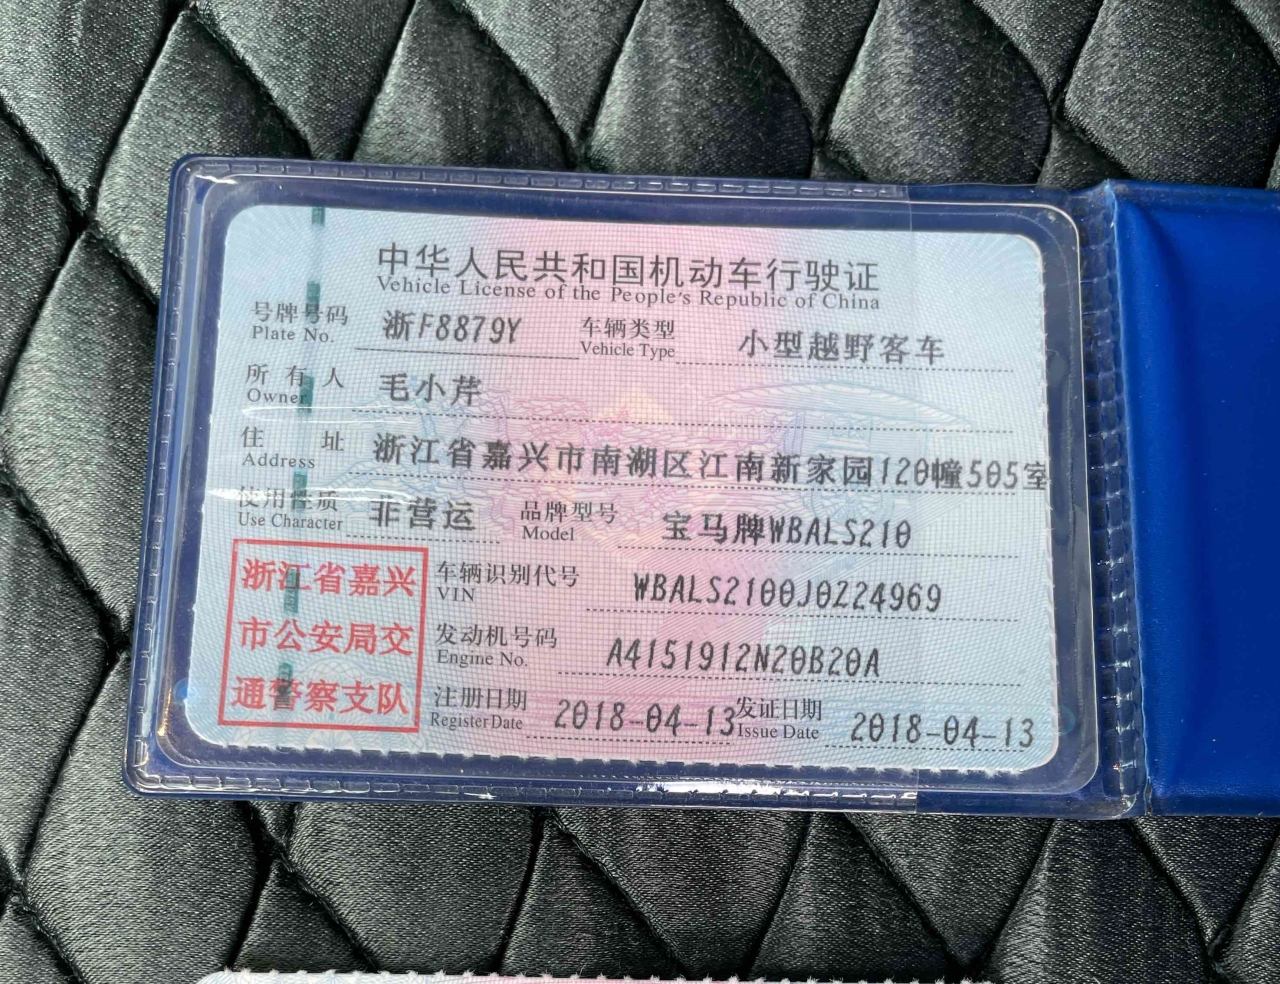 中华人民共和国机动车行驶证
Vehicle License of the People's Republic of China
号牌号码 浙F8879Y 车辆类型 小型越野客车
Plate No. Vehicle Type
所有人 毛小芹
Owner
住址 浙江省嘉兴市南湖区江南新家园120幢505室
Address
使用性质 非营运 品牌型号 宝马牌WBALS210
Use Character Model
浙江省嘉兴
市公安局交
通警察支队
车辆识别代号 WBALS2100J0Z24969
VIN
发动机号码 A4151912N20B20A
Engine No.
注册日期 2018-04-13 发证日期 2018-04-13
Register Date Issue Date